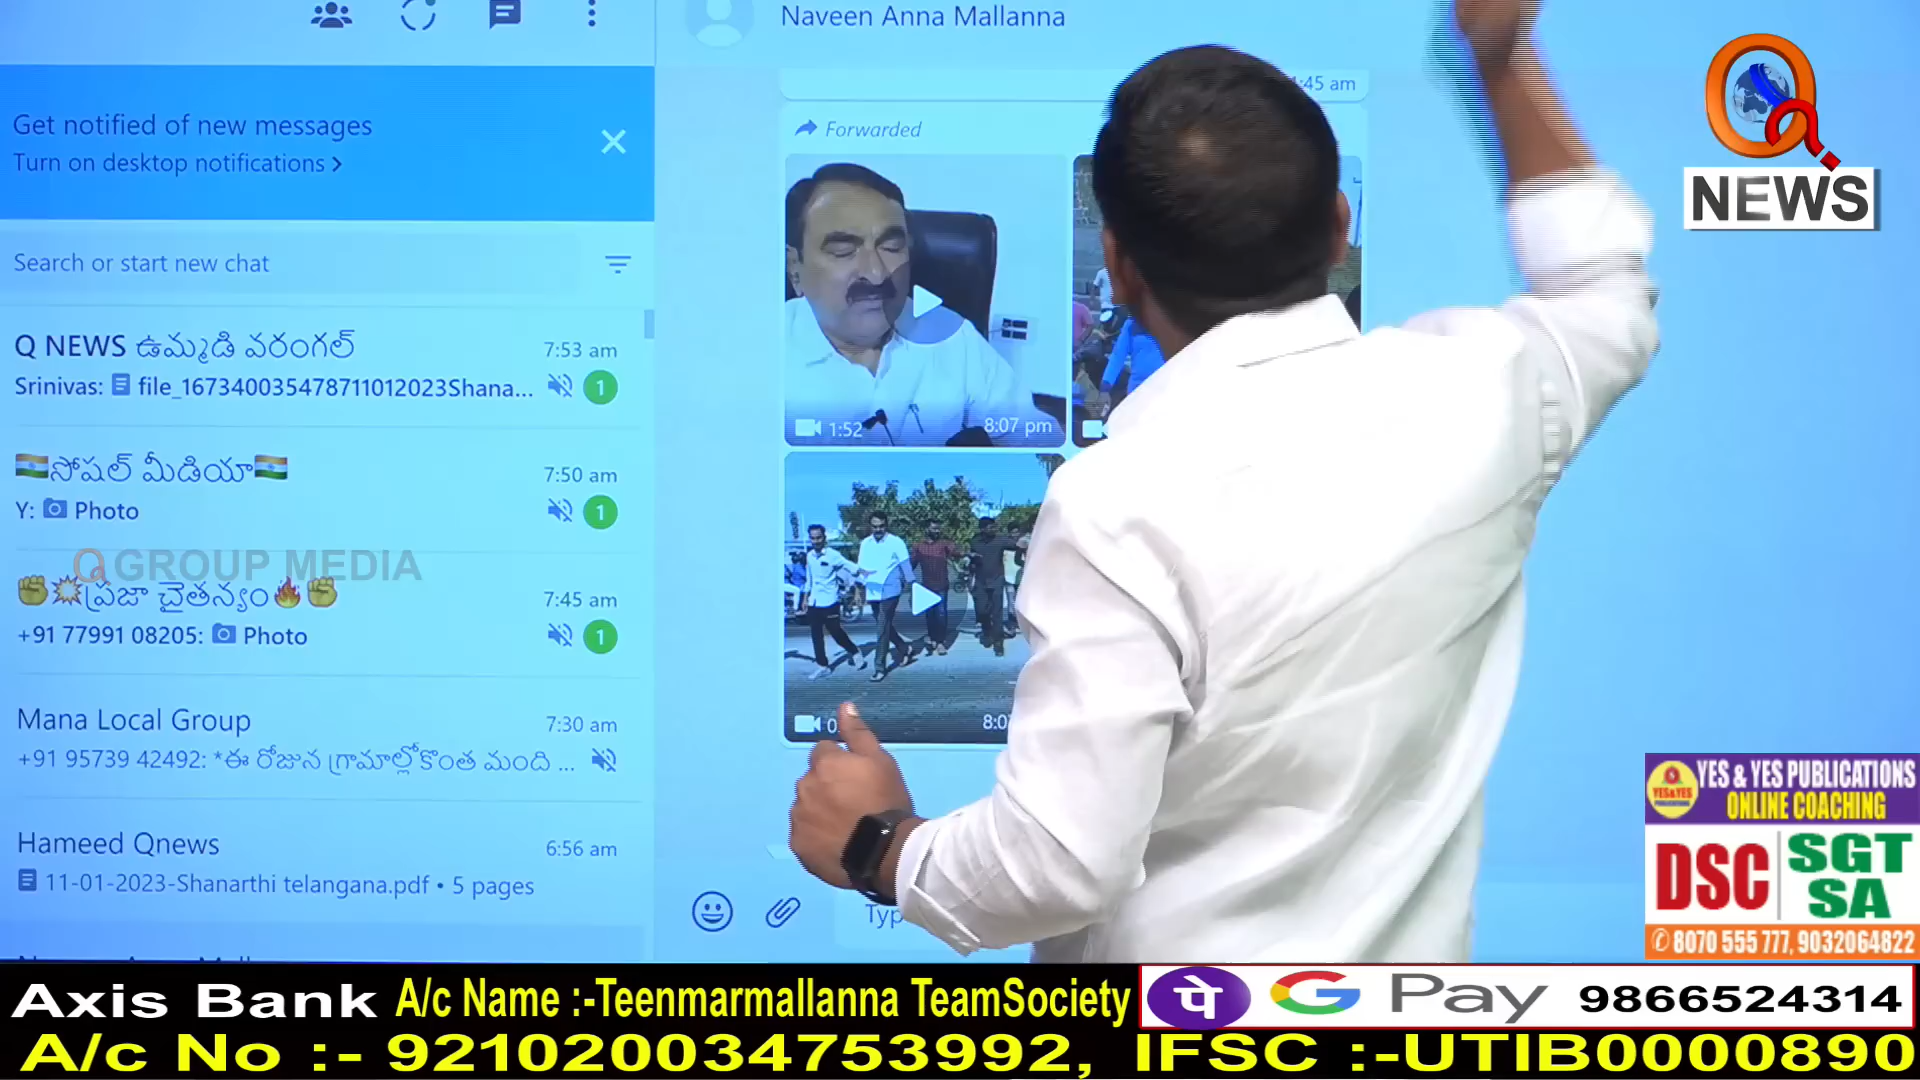 Naveen Anna Mallanna
:45 am
Get notified of new messages
Turn on desktop notifications >
Forwarded
NEWS
Search or start new chat
Q NEWS ఉమ్మడి వరంగల్
7:53 am
Srinivas: file_167340035478711012023Shana...
1
1:52
8:07 pm
సోషల్ మీడియా
7:50 am
Y: Photo
1
Q GROUP MEDIA
ప్రజా చైతన్యం
7:45 am
+91 77991 08205: Photo
1
Mana Local Group
7:30 am
+91 95739 42492: *ఈ రోజున గ్రామాల్లోకొంత మంది ...
Hameed Qnews
6:56 am
11-01-2023-Shanarthi telangana.pdf • 5 pages
YES & YES PUBLICATIONS
ONLINE COACHING
YES&YES
DSC
SGT
SA
8070 555 777, 9032064822
Axis Bank A/c Name :-Teenmarmallanna TeamSociety
पे G Pay 9866524314
A/c No :- 921020034753992, IFSC :-UTIB0000890